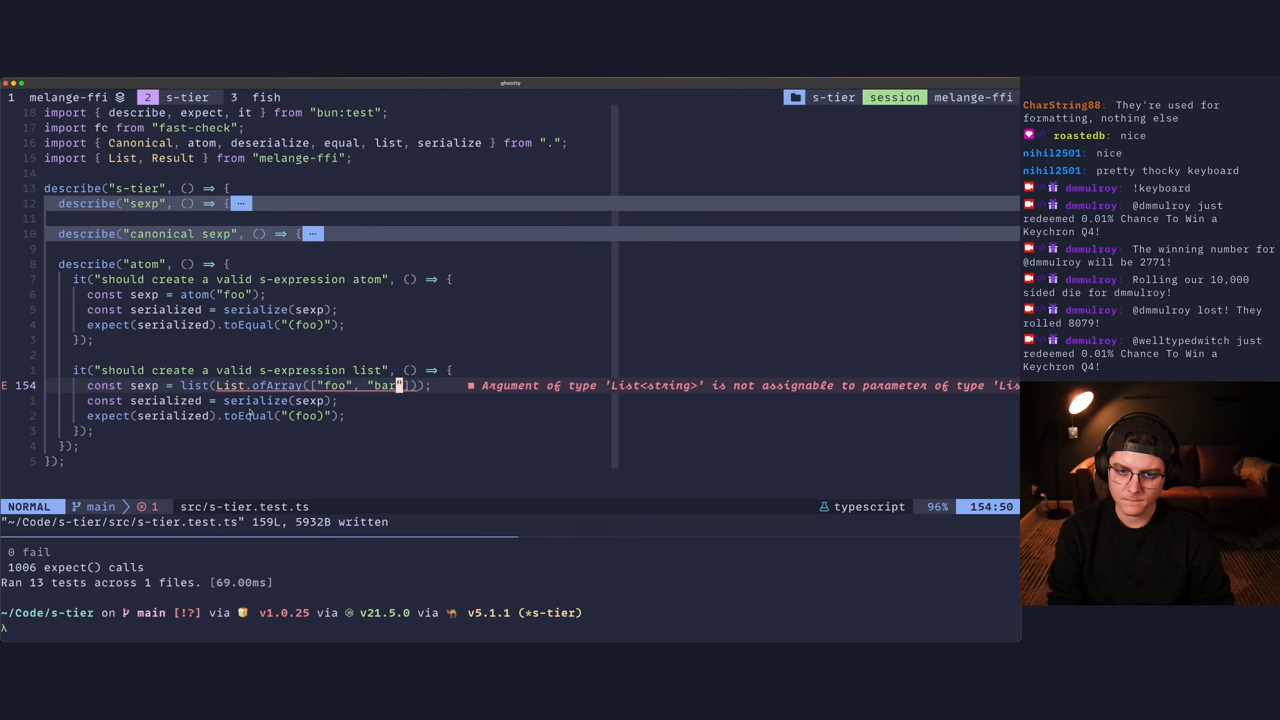 ghostty
1 melange-ffi 2 s-tier 3 fish s-tier session melange-ffi
18 import { describe, expect, it } from "bun:test";
17 import fc from "fast-check";
16 import { Canonical, atom, deserialize, equal, list, serialize } from ".";
15 import { List, Result } from "melange-ffi";
14
13 describe("s-tier", () ⇒ {
12 describe("sexp", () ⇒ { ⋯
11
10 describe("canonical sexp", () ⇒ { ⋯
9
8 describe("atom", () ⇒ {
7 it("should create a valid s-expression atom", () ⇒ {
6 const sexp = atom("foo");
5 const serialized = serialize(sexp);
4 expect(serialized).toEqual("(foo)");
3 });
2
1 it("should create a valid s-expression list", () ⇒ {
E 154 const sexp = list(List.ofArray(["foo", "bar"])); ■ Argument of type 'List<string>' is not assignable to parameter of type 'Lis
1 const serialized = serialize(sexp);
2 expect(serialized).toEqual("(foo)");
3 });
4 });
5 });
NORMAL main 1 src/s-tier.test.ts typescript 96% 154:50
"~/Code/s-tier/src/s-tier.test.ts" 159L, 5932B written
0 fail
1006 expect() calls
Ran 13 tests across 1 files. [69.00ms]
~/Code/s-tier on main [!?] via v1.0.25 via v21.5.0 via v5.1.1 (*s-tier)
λ
CharString88: They're used for
formatting, nothing else
roastedb: nice
nihil2501: nice
nihil2501: pretty thocky keyboard
dmmulroy: !keyboard
dmmulroy: @dmmulroy just
redeemed 0.01% Chance To Win a
Keychron Q4!
dmmulroy: The winning number for
@dmmulroy will be 2771!
dmmulroy: Rolling our 10,000
sided die for dmmulroy!
dmmulroy: @dmmulroy lost! They
rolled 8079!
dmmulroy: @welltypedwitch just
redeemed 0.01% Chance To Win a
Keychron Q4!